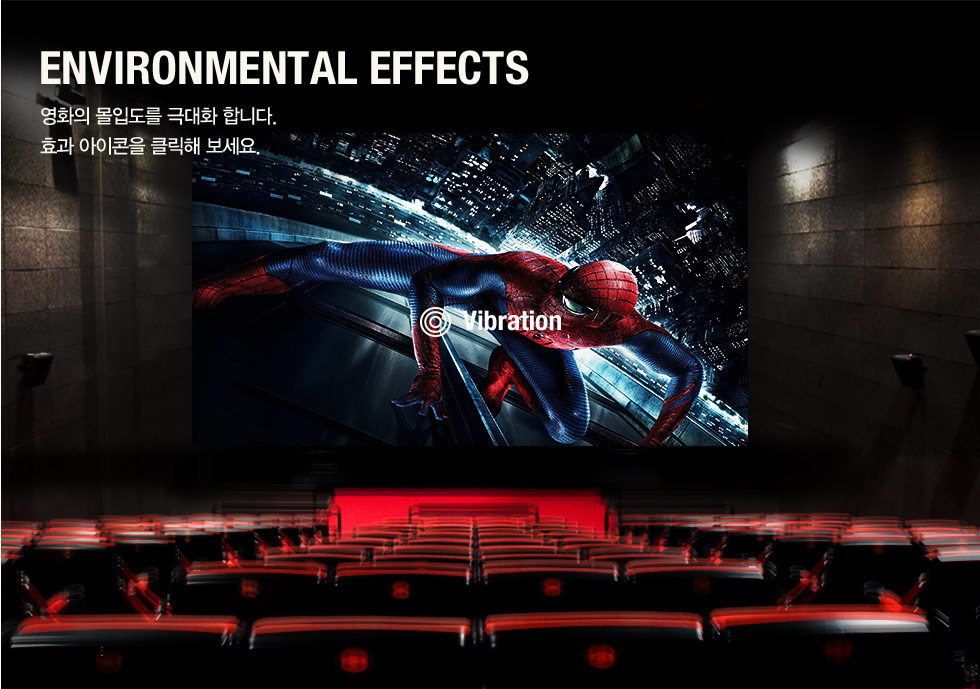 ENVIRONMENTAL EFFECTS
영화의 몰입도를 극대화 합니다.
효과 아이콘을 클릭해 보세요.
Vibration